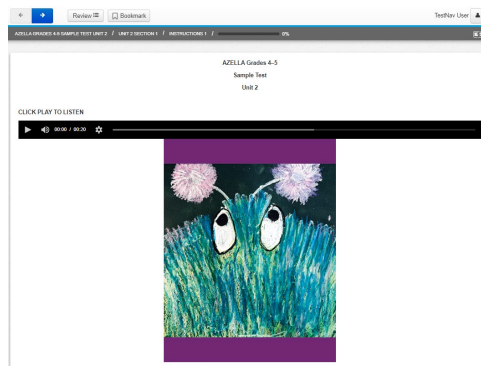 Review
Bookmark
TestNav User
AZELLA GRADES 4-5 SAMPLE TEST UNIT 2 / UNIT 2 SECTION 1 / INSTRUCTIONS 1 / 0%
AZELLA Grades 4–5
Sample Test
Unit 2
CLICK PLAY TO LISTEN
00:00 / 00:20